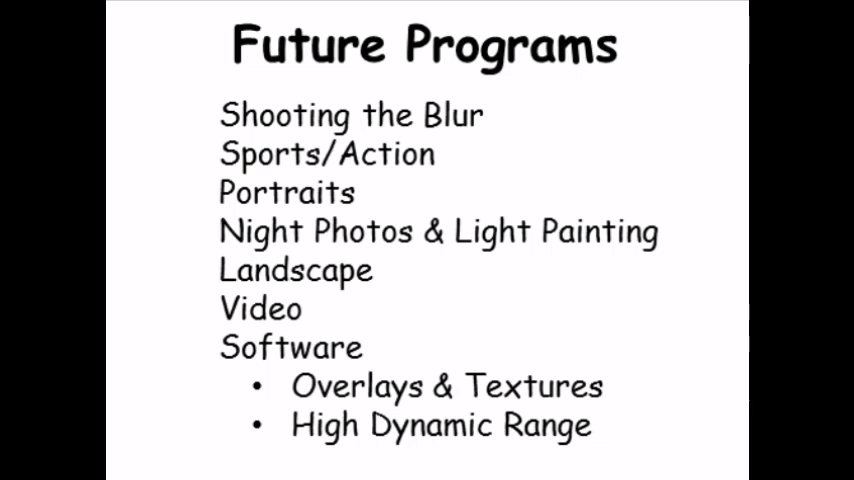 Future Programs
Shooting the Blur
Sports/Action
Portraits
Night Photos & Light Painting
Landscape
Video
Software
• Overlays & Textures
• High Dynamic Range